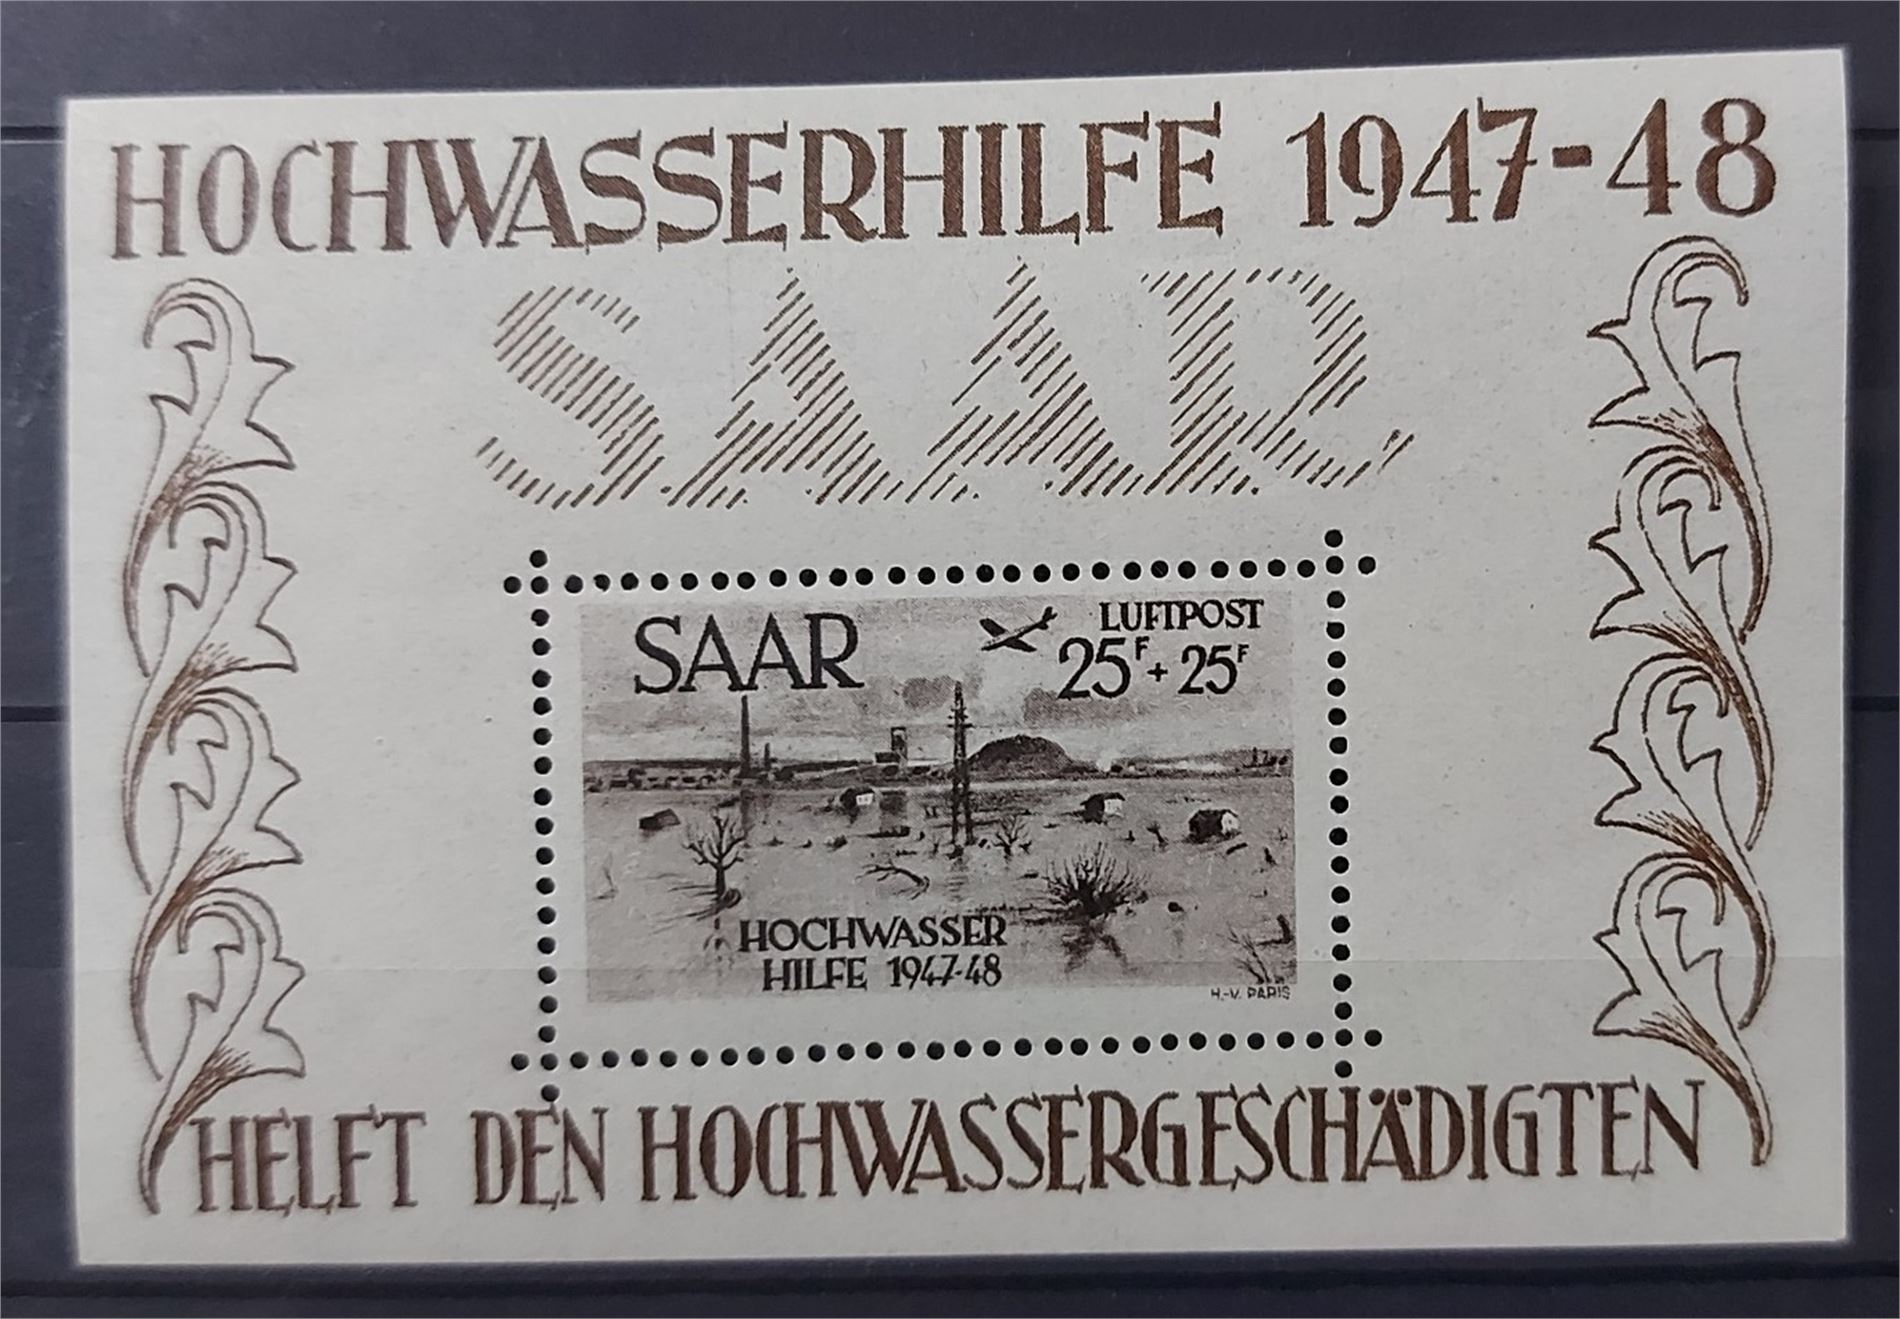 HOCHWASSERHILFE 1947-48
SAAR
SAAR
LUFTPOST
25F + 25F
HOCHWASSER
HILFE 1947-48
H.-V. PARIS
HELFT DEN HOCHWASSERGESCHÄDIGTEN